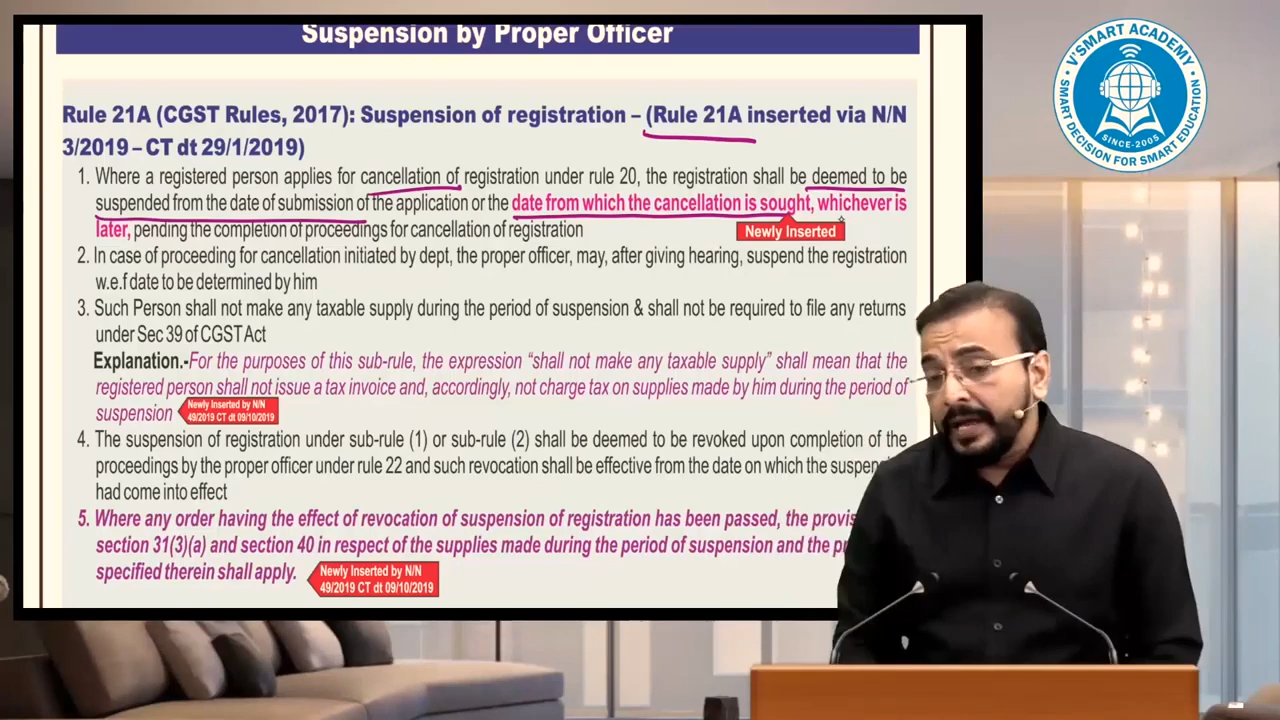 Suspension by Proper Officer
Rule 21A (CGST Rules, 2017): Suspension of registration – (Rule 21A inserted via N/N
3/2019 – CT dt 29/1/2019)
1. Where a registered person applies for cancellation of registration under rule 20, the registration shall be deemed to be
suspended from the date of submission of the application or the date from which the cancellation is sought, whichever is
later, pending the completion of proceedings for cancellation of registration
Newly Inserted
2. In case of proceeding for cancellation initiated by dept, the proper officer, may, after giving hearing, suspend the registration
w.e.f date to be determined by him
3. Such Person shall not make any taxable supply during the period of suspension & shall not be required to file any returns
under Sec 39 of CGST Act
Explanation.-For the purposes of this sub-rule, the expression “shall not make any taxable supply” shall mean that the
registered person shall not issue a tax invoice and, accordingly, not charge tax on supplies made by him during the period of
suspension
Newly Inserted by N/N
49/2019 CT dt 09/10/2019
4. The suspension of registration under sub-rule (1) or sub-rule (2) shall be deemed to be revoked upon completion of the
proceedings by the proper officer under rule 22 and such revocation shall be effective from the date on which the
had come into effect
5. Where any order having the effect of revocation of suspension of registration has been passed, the
section 31(3)(a) and section 40 in respect of the supplies made during the period of suspension and the
specified therein shall apply.
Newly Inserted by N/N
49/2019 CT dt 09/10/2019
V'SMART ACADEMY
SINCE-2005
SMART DECISION FOR SMART EDUCATION